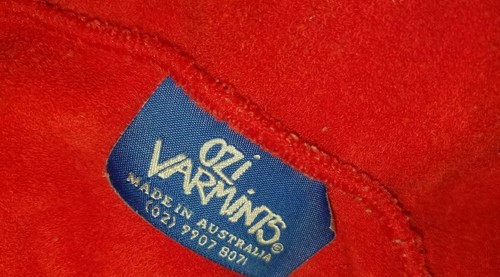 OZi
VARMiNTS®
MADE IN AUSTRALIA
(02) 9907 8071